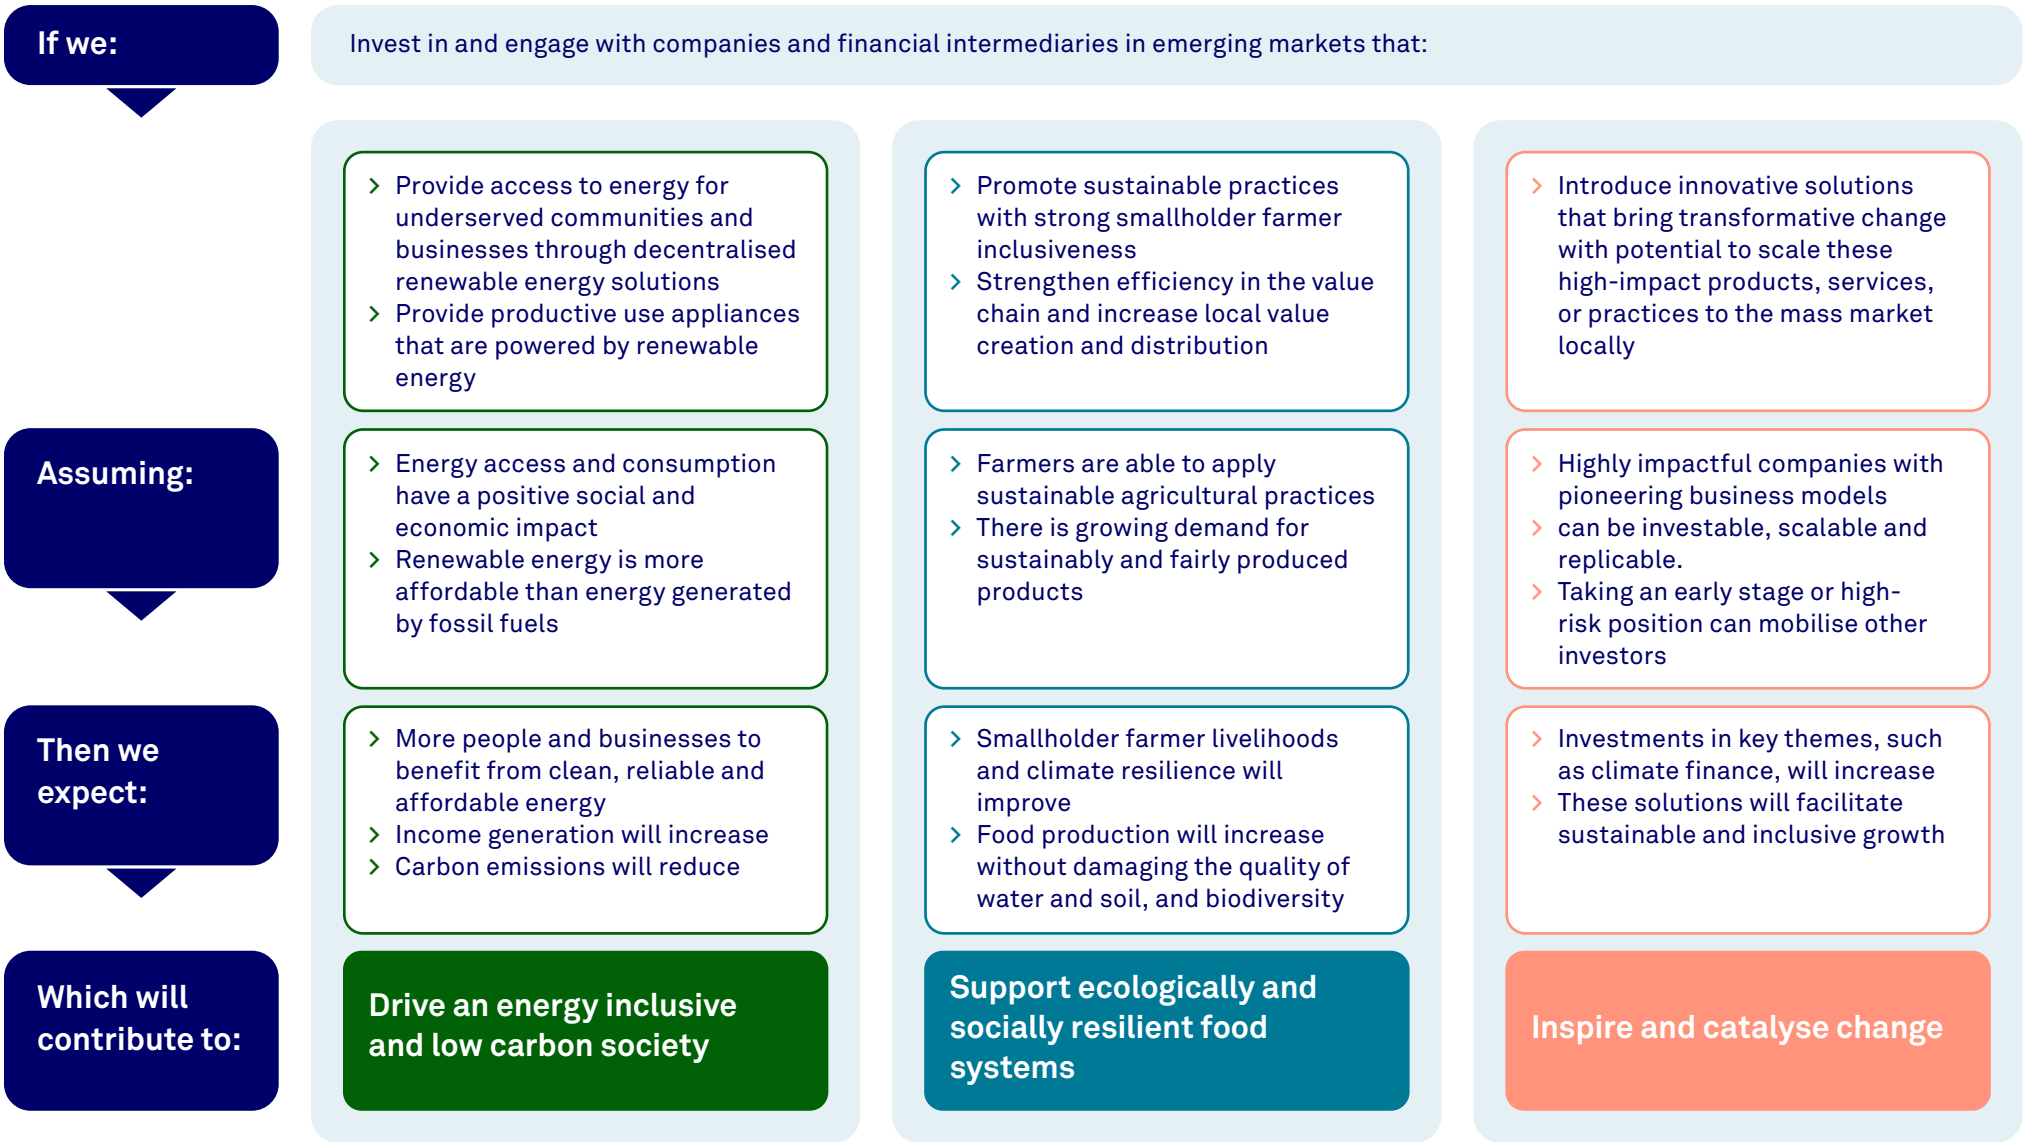 If we:
Invest in and engage with companies and financial intermediaries in emerging markets that:
> Provide access to energy for
underserved communities and
businesses through decentralised
renewable energy solutions
> Provide productive use appliances
that are powered by renewable
energy
> Promote sustainable practices
with strong smallholder farmer
inclusiveness
> Strengthen efficiency in the value
chain and increase local value
creation and distribution
> Introduce innovative solutions
that bring transformative change
with potential to scale these
high-impact products, services,
or practices to the mass market
locally
Assuming:
> Energy access and consumption
have a positive social and
economic impact
> Renewable energy is more
affordable than energy generated
by fossil fuels
> Farmers are able to apply
sustainable agricultural practices
> There is growing demand for
sustainably and fairly produced
products
> Highly impactful companies with
pioneering business models
> can be investable, scalable and
replicable.
> Taking an early stage or high-
risk position can mobilise other
investors
Then we
expect:
> More people and businesses to
benefit from clean, reliable and
affordable energy
> Income generation will increase
> Carbon emissions will reduce
> Smallholder farmer livelihoods
and climate resilience will
improve
> Food production will increase
without damaging the quality of
water and soil, and biodiversity
> Investments in key themes, such
as climate finance, will increase
> These solutions will facilitate
sustainable and inclusive growth
Which will
contribute to:
Drive an energy inclusive
and low carbon society
Support ecologically and
socially resilient food
systems
Inspire and catalyse change